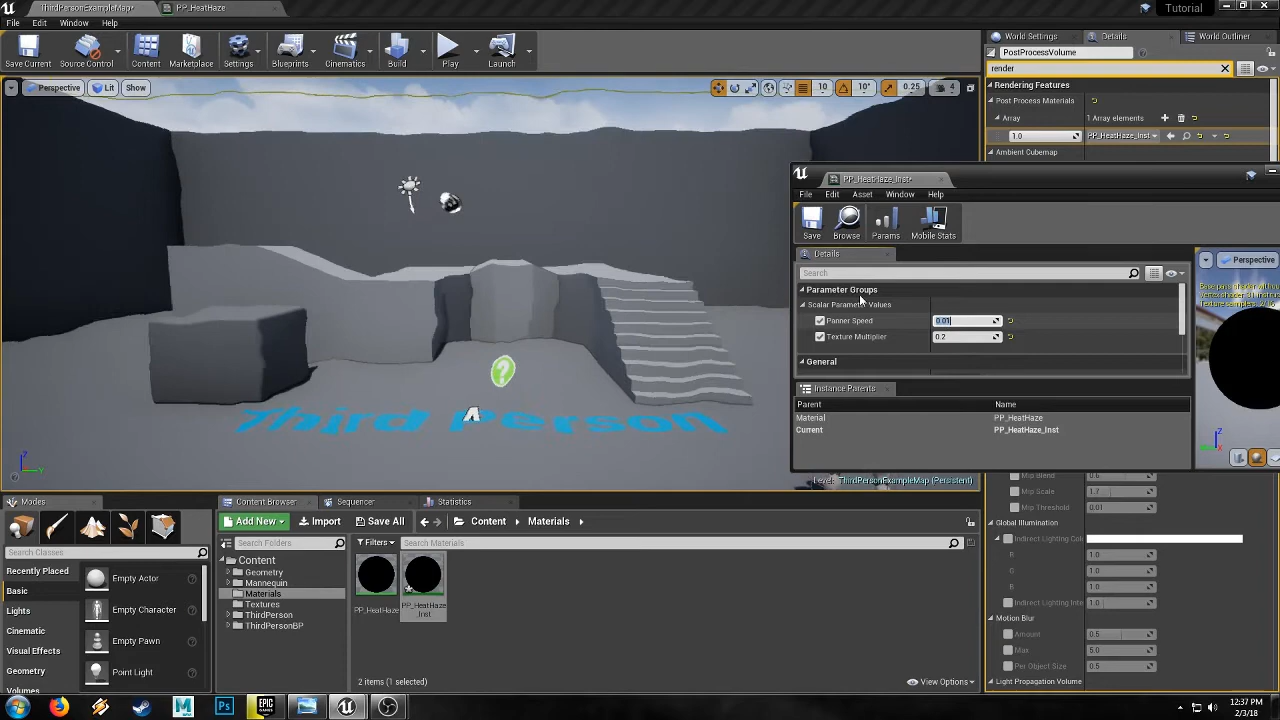 ThirdPersonExampleMap*
PP_HeatHaze
Tutorial
File Edit Window Help
Save Current
Source Control
Content
Marketplace
Settings
Blueprints
Cinematics
Build
Play
Launch
World Settings
Details
World Outliner
PostProcessVolume
render
Perspective
Lit
Show
10
10°
0.25
4
Rendering Features
Post Process Materials
Array
1 Array elements
1.0
PP_HeatHaze_Inst
Ambient Cubemap
PP_HeatHaze_Inst*
File Edit Asset Window Help
Save
Browse
Params
Mobile Stats
Details
Search
Parameter Groups
Scalar Parameter Values
Panner Speed
0.01
Texture Multiplier
0.2
General
Instance Parents
Parent
Name
Material
PP_HeatHaze
Current
PP_HeatHaze_Inst
Perspective
Third Person
Level: ThirdPersonExampleMap (Persistent)
Mip Scale
1.7
0.01
Global Illumination
Indirect Lighting
1.0
G
1.0
B
1.0
Indirect Lighting
1.0
Motion Blur
Amount
0.5
Max
5.0
Per Object Size
0.5
Light Propagation Volume
Modes
Search Classes
Recently Placed
Basic
Lights
Cinematic
Visual Effects
Geometry
Volumes
Empty Actor
Empty Character
Empty Pawn
Point Light
Content Browser
Sequencer
Statistics
Add New
Import
Save All
Content
Materials
Search Folders
Filters
Search Materials
Content
Geometry
Mannequin
Materials
Textures
ThirdPerson
ThirdPersonBP
PP_HeatHaze
PP_HeatHaze_Inst
2 items (1 selected)
View Options
EPIC GAMES
12:37 PM
2/3/18